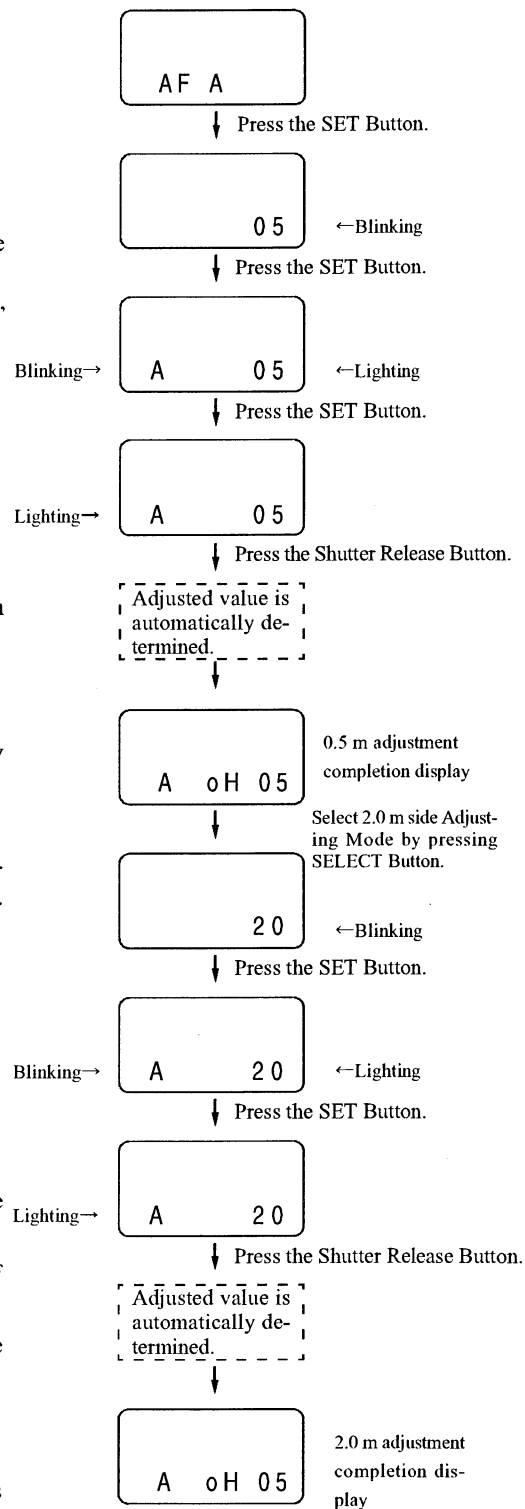 AF A
↓ Press the SET Button.
05 ←Blinking
e
↓ Press the SET Button.
,
Blinking→ A 05 ←Lighting
↓ Press the SET Button.
Lighting→ A 05
↓ Press the Shutter Release Button.
Adjusted value is
automatically de-
termined.
↓
0.5 m adjustment
completion display
A oH 05
↓ Select 2.0 m side Adjust-
ing Mode by pressing
SELECT Button.
.
.
20 ←Blinking
↓ Press the SET Button.
Blinking→ A 20 ←Lighting
↓ Press the SET Button.
e
Lighting→ A 20
↓ Press the Shutter Release Button.
Adjusted value is
automatically de-
termined.
e
↓
2.0 m adjustment
completion dis-
play
A oH 05
s